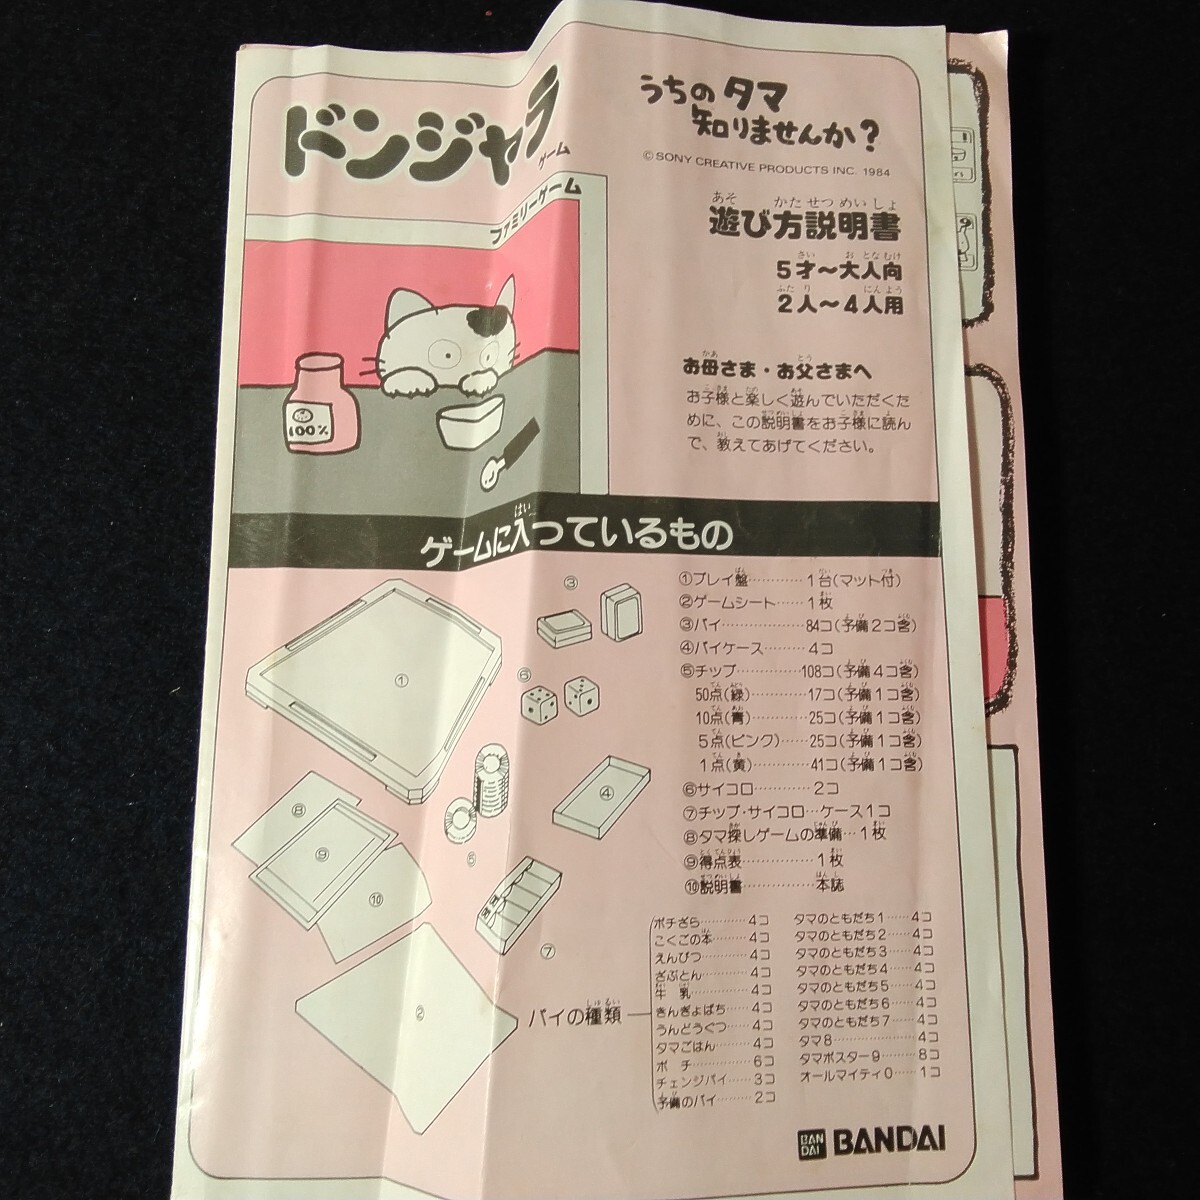 ドンジャラ
ゲーム
ファミリーゲーム
100%
うちのタマ
知りませんか?
© SONY CREATIVE PRODUCTS INC. 1984
遊び方説明書
5才〜大人向
2人〜4人用
お母さま・お父さまへ
お子様と楽しく遊んでいただくた
めに、この説明書をお子様に読ん
で、教えてあげてください。
ゲームに入っているもの
①プレイ盤…………1台(マット付)
②ゲームシート……1枚
③パイ………………84コ(予備2コ含)
④パイケース………4コ
⑤チップ……………108コ(予備4コ含)
50点(緑)…………17コ(予備1コ含)
10点(青)…………25コ(予備1コ含)
5点(ピンク)……25コ(予備1コ含)
1点(黄)…………41コ(予備1コ含)
⑥サイコロ…………2コ
⑦チップ・サイコロ…ケース1コ
⑧タマ探しゲームの準備…1枚
⑨得点表……………1枚
⑩説明書……………本誌
① ② ③ ④ ⑤ ⑥ ⑦ ⑧ ⑨ ⑩
パイの種類
ポチざら…………4コ
こくごの本………4コ
えんぴつ…………4コ
ざぶとん…………4コ
牛乳………………4コ
きんぎょばち……4コ
うんどうぐつ……4コ
タマごはん………4コ
ポチ………………6コ
チェンジパイ……3コ
予備のパイ………2コ
タマのともだち1……4コ
タマのともだち2……4コ
タマのともだち3……4コ
タマのともだち4……4コ
タマのともだち5……4コ
タマのともだち6……4コ
タマのともだち7……4コ
タマ8…………………4コ
タマポスター9………8コ
オールマイティ0……1コ
BAN
DAI
BANDAI